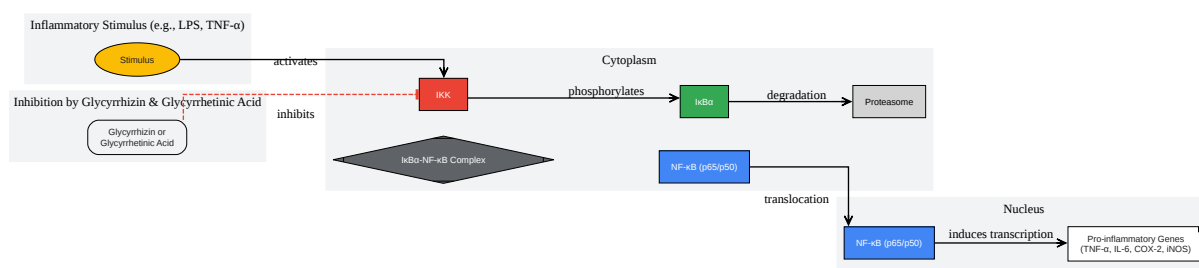 Inflammatory Stimulus (e.g., LPS, TNF-α)
Stimulus
activates
Cytoplasm
IKK
phosphorylates
IκBα
degradation
Proteasome
Inhibition by Glycyrrhizin & Glycyrrhetinic Acid
inhibits
Glycyrrhizin or
Glycyrrhetinic Acid
IκBα-NF-κB Complex
NF-κB (p65/p50)
translocation
Nucleus
NF-κB (p65/p50)
induces transcription
Pro-inflammatory Genes
(TNF-α, IL-6, COX-2, iNOS)